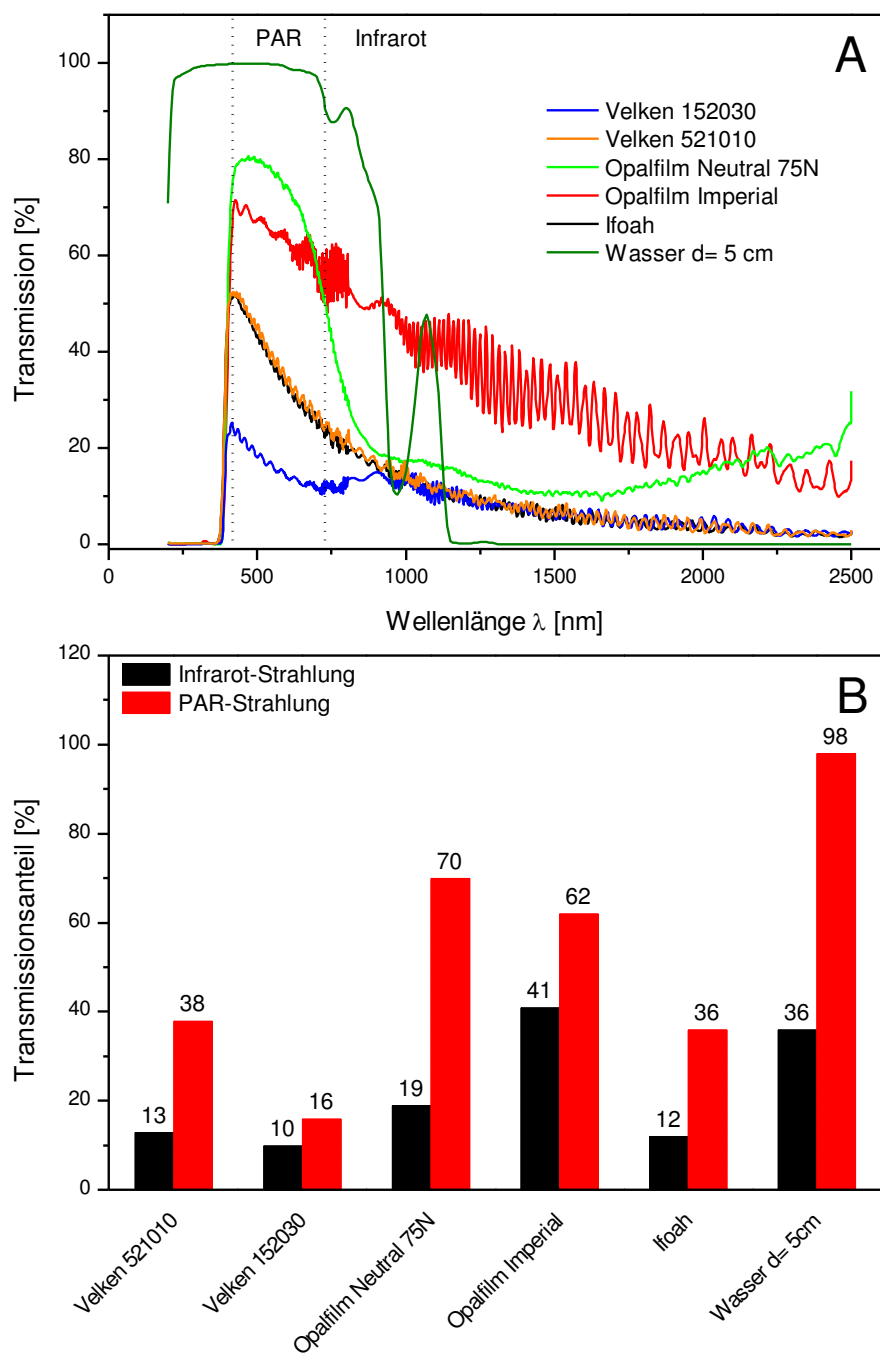 PAR Infrarot
A
Velken 152030
Velken 521010
Opalfilm Neutral 75N
Opalfilm Imperial
Ifoah
Wasser d= 5 cm
Transmission [%]
100
80
60
40
20
0
0 500 1000 1500 2000 2500
Wellenlänge λ [nm]
Infrarot-Strahlung
PAR-Strahlung
B
Transmissionsanteil [%]
120
100
80
60
40
20
0
13 38 10 16 19 70 41 62 12 36 36 98
Velken 521010
Velken 152030
Opalfilm Neutral 75N
Opalfilm Imperial
Ifoah
Wasser d= 5cm